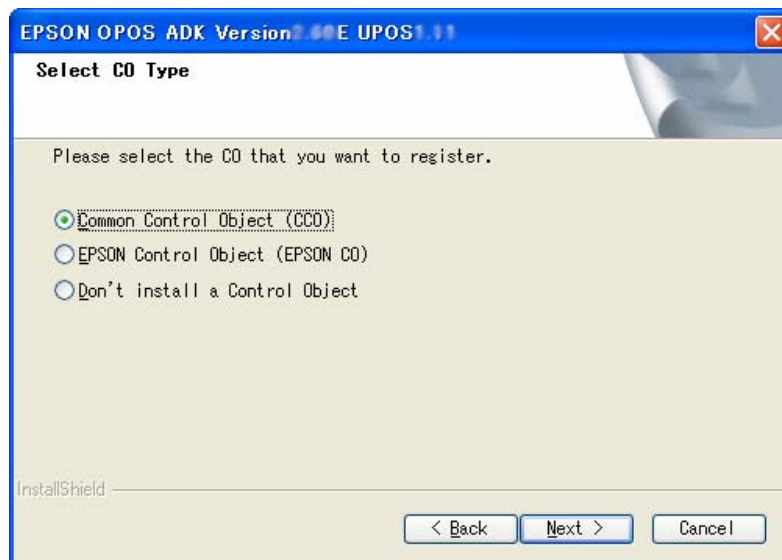 EPSON OPOS ADK Version E UPOS
Select CO Type
Please select the CO that you want to register.
Common Control Object (CCO)
EPSON Control Object (EPSON CO)
Don't install a Control Object
InstallShield
< Back
Next >
Cancel